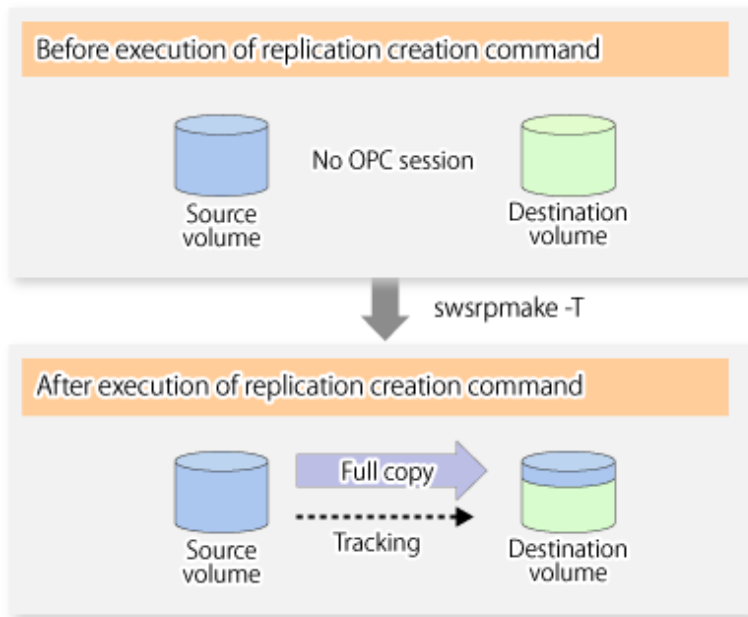 Before execution of replication creation command
No OPC session
Source
volume
Destination
volume
swsrpmake -T
After execution of replication creation command
Full copy
Tracking
Source
volume
Destination
volume